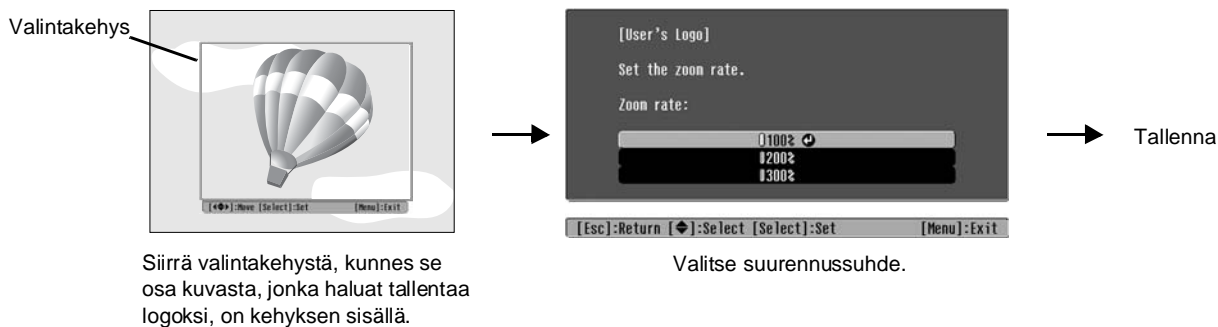 Valintakehys
[◄◆►]:Move [Select]:Set [Menu]:Exit
Siirrä valintakehystä, kunnes se
osa kuvasta, jonka haluat tallentaa
logoksi, on kehyksen sisällä.
[User's Logo]
Set the zoom rate.
Zoom rate:
100%
200%
300%
[Esc]:Return [◆]:Select [Select]:Set [Menu]:Exit
Valitse suurennussuhde.
Tallenna